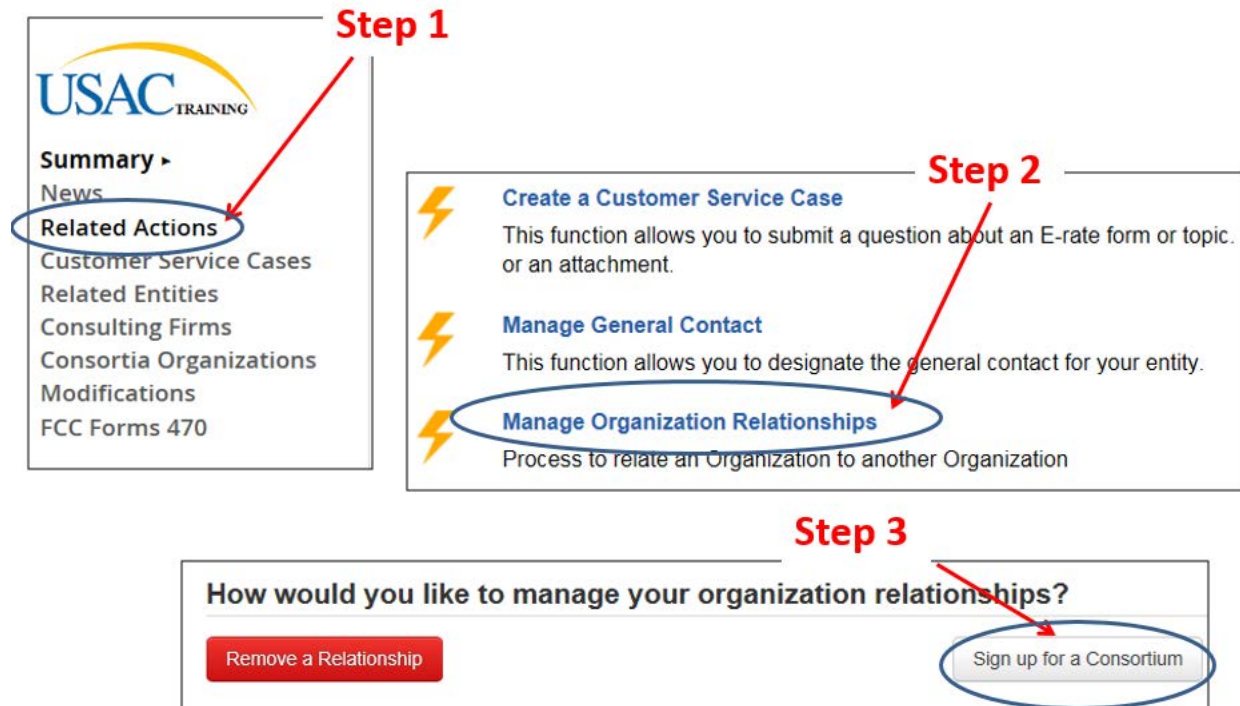 Step 1
USAC TRAINING
Summary ▸
News
Related Actions
Customer Service Cases
Related Entities
Consulting Firms
Consortia Organizations
Modifications
FCC Forms 470
Step 2
Create a Customer Service Case
This function allows you to submit a question about an E-rate form or topic.
or an attachment.
Manage General Contact
This function allows you to designate the general contact for your entity.
Manage Organization Relationships
Process to relate an Organization to another Organization
Step 3
How would you like to manage your organization relationships?
Remove a Relationship
Sign up for a Consortium